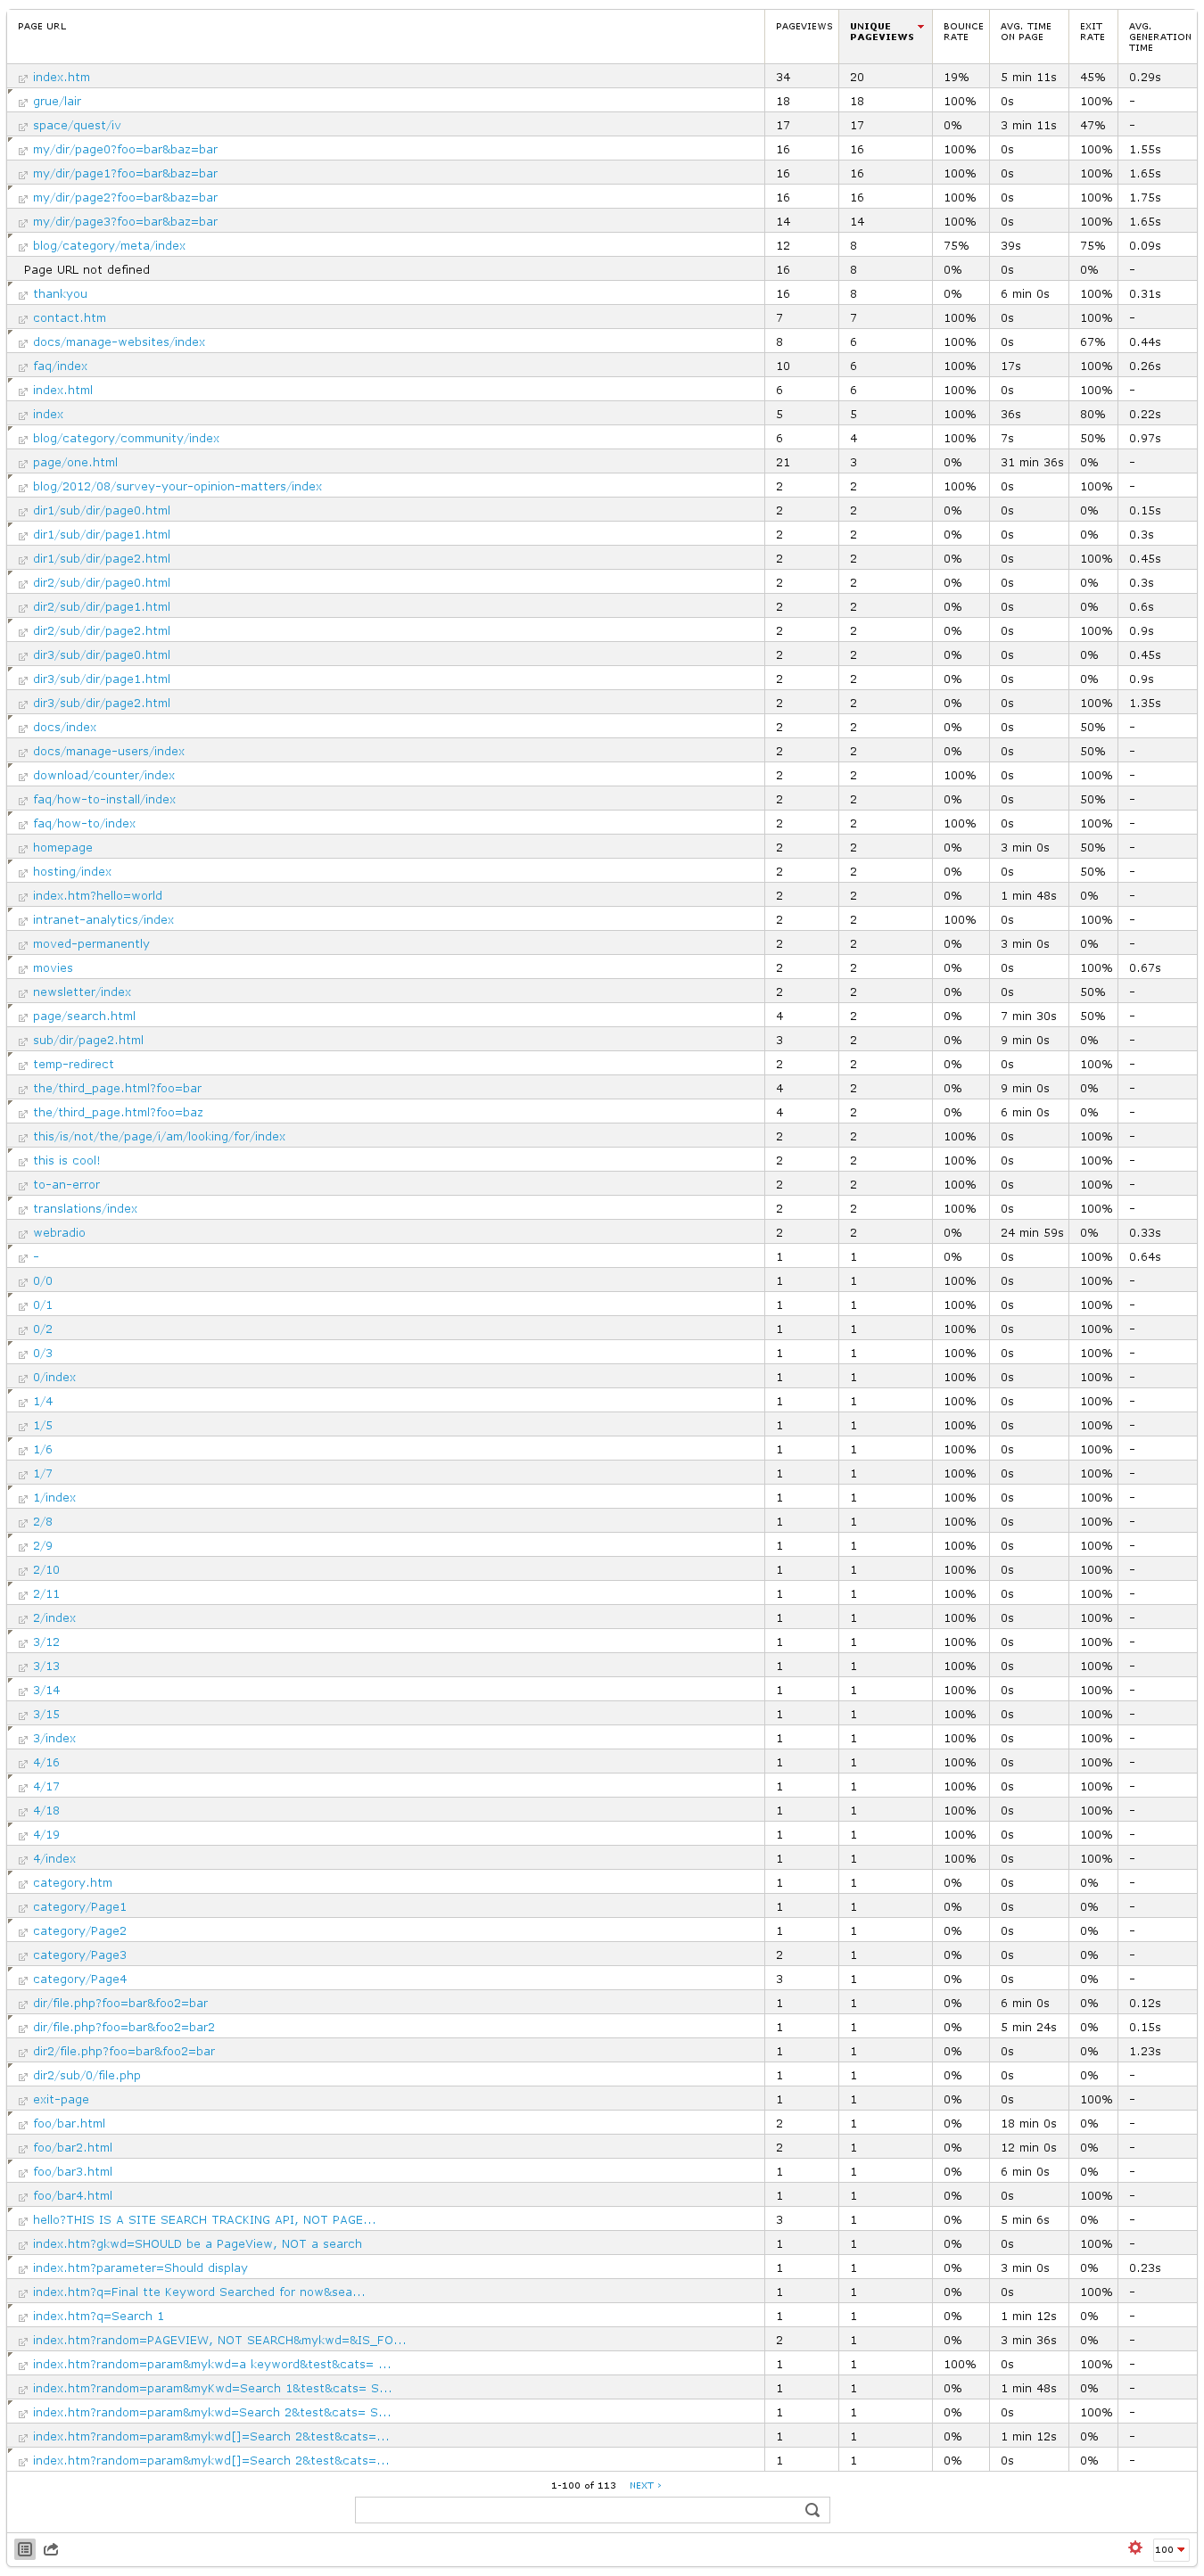 PAGE URL PAGEVIEWS UNIQUE PAGEVIEWS BOUNCE RATE AVG. TIME ON PAGE EXIT RATE AVG. GENERATION TIME
index.htm 34 20 19% 5 min 11s 45% 0.29s
grue/lair 18 18 100% 0s 100% -
space/quest/iv 17 17 0% 3 min 11s 47% -
my/dir/page0?foo=bar&baz=bar 16 16 100% 0s 100% 1.55s
my/dir/page1?foo=bar&baz=bar 16 16 100% 0s 100% 1.65s
my/dir/page2?foo=bar&baz=bar 16 16 100% 0s 100% 1.75s
my/dir/page3?foo=bar&baz=bar 14 14 100% 0s 100% 1.65s
blog/category/meta/index 12 8 75% 39s 75% 0.09s
Page URL not defined 16 8 0% 0s 0% -
thankyou 16 8 0% 6 min 0s 100% 0.31s
contact.htm 7 7 100% 0s 100% -
docs/manage-websites/index 8 6 100% 0s 67% 0.44s
faq/index 10 6 100% 17s 100% 0.26s
index.html 6 6 100% 0s 100% -
index 5 5 100% 36s 80% 0.22s
blog/category/community/index 6 4 100% 7s 50% 0.97s
page/one.html 21 3 0% 31 min 36s 0% -
blog/2012/08/survey-your-opinion-matters/index 2 2 100% 0s 100% -
dir1/sub/dir/page0.html 2 2 0% 0s 0% 0.15s
dir1/sub/dir/page1.html 2 2 0% 0s 0% 0.3s
dir1/sub/dir/page2.html 2 2 0% 0s 100% 0.45s
dir2/sub/dir/page0.html 2 2 0% 0s 0% 0.3s
dir2/sub/dir/page1.html 2 2 0% 0s 0% 0.6s
dir2/sub/dir/page2.html 2 2 0% 0s 100% 0.9s
dir3/sub/dir/page0.html 2 2 0% 0s 0% 0.45s
dir3/sub/dir/page1.html 2 2 0% 0s 0% 0.9s
dir3/sub/dir/page2.html 2 2 0% 0s 100% 1.35s
docs/index 2 2 0% 0s 50% -
docs/manage-users/index 2 2 0% 0s 50% -
download/counter/index 2 2 100% 0s 100% -
faq/how-to-install/index 2 2 0% 0s 50% -
faq/how-to/index 2 2 100% 0s 100% -
homepage 2 2 0% 3 min 0s 50% -
hosting/index 2 2 0% 0s 50% -
index.htm?hello=world 2 2 0% 1 min 48s 0% -
intranet-analytics/index 2 2 100% 0s 100% -
moved-permanently 2 2 0% 3 min 0s 0% -
movies 2 2 0% 0s 100% 0.67s
newsletter/index 2 2 0% 0s 50% -
page/search.html 4 2 0% 7 min 30s 50% -
sub/dir/page2.html 3 2 0% 9 min 0s 0% -
temp-redirect 2 2 0% 0s 100% -
the/third_page.html?foo=bar 4 2 0% 9 min 0s 0% -
the/third_page.html?foo=baz 4 2 0% 6 min 0s 0% -
this/is/not/the/page/i/am/looking/for/index 2 2 100% 0s 100% -
this is cool! 2 2 100% 0s 100% -
to-an-error 2 2 100% 0s 100% -
translations/index 2 2 100% 0s 100% -
webradio 2 2 0% 24 min 59s 0% 0.33s
- 1 1 0% 0s 100% 0.64s
0/0 1 1 100% 0s 100% -
0/1 1 1 100% 0s 100% -
0/2 1 1 100% 0s 100% -
0/3 1 1 100% 0s 100% -
0/index 1 1 100% 0s 100% -
1/4 1 1 100% 0s 100% -
1/5 1 1 100% 0s 100% -
1/6 1 1 100% 0s 100% -
1/7 1 1 100% 0s 100% -
1/index 1 1 100% 0s 100% -
2/8 1 1 100% 0s 100% -
2/9 1 1 100% 0s 100% -
2/10 1 1 100% 0s 100% -
2/11 1 1 100% 0s 100% -
2/index 1 1 100% 0s 100% -
3/12 1 1 100% 0s 100% -
3/13 1 1 100% 0s 100% -
3/14 1 1 100% 0s 100% -
3/15 1 1 100% 0s 100% -
3/index 1 1 100% 0s 100% -
4/16 1 1 100% 0s 100% -
4/17 1 1 100% 0s 100% -
4/18 1 1 100% 0s 100% -
4/19 1 1 100% 0s 100% -
4/index 1 1 100% 0s 100% -
category.htm 1 1 0% 0s 0% -
category/Page1 1 1 0% 0s 0% -
category/Page2 1 1 0% 0s 0% -
category/Page3 2 1 0% 0s 0% -
category/Page4 3 1 0% 0s 0% -
dir/file.php?foo=bar&foo2=bar 1 1 0% 6 min 0s 0% 0.12s
dir/file.php?foo=bar&foo2=bar2 1 1 0% 5 min 24s 0% 0.15s
dir2/file.php?foo=bar&foo2=bar 1 1 0% 0s 0% 1.23s
dir2/sub/0/file.php 1 1 0% 0s 0% -
exit-page 1 1 0% 0s 100% -
foo/bar.html 2 1 0% 18 min 0s 0% -
foo/bar2.html 2 1 0% 12 min 0s 0% -
foo/bar3.html 1 1 0% 6 min 0s 0% -
foo/bar4.html 1 1 0% 0s 100% -
hello?THIS IS A SITE SEARCH TRACKING API, NOT PAGE... 3 1 0% 5 min 6s 0% -
index.htm?gkwd=SHOULD be a PageView, NOT a search 1 1 0% 0s 100% -
index.htm?parameter=Should display 1 1 0% 3 min 0s 0% 0.23s
index.htm?q=Final tte Keyword Searched for now&sea... 1 1 0% 0s 100% -
index.htm?q=Search 1 1 1 0% 1 min 12s 0% -
index.htm?random=PAGEVIEW, NOT SEARCH&mykwd=&IS_FO... 2 1 0% 3 min 36s 0% -
index.htm?random=param&mykwd=a keyword&test&cats= ... 1 1 100% 0s 100% -
index.htm?random=param&myKwd=Search 1&test&cats= S... 1 1 0% 1 min 48s 0% -
index.htm?random=param&mykwd=Search 2&test&cats= S... 1 1 0% 0s 100% -
index.htm?random=param&mykwd[]=Search 2&test&cats=... 1 1 0% 1 min 12s 0% -
index.htm?random=param&mykwd[]=Search 2&test&cats=... 1 1 0% 0s 0% -
1-100 of 113 NEXT ›
100